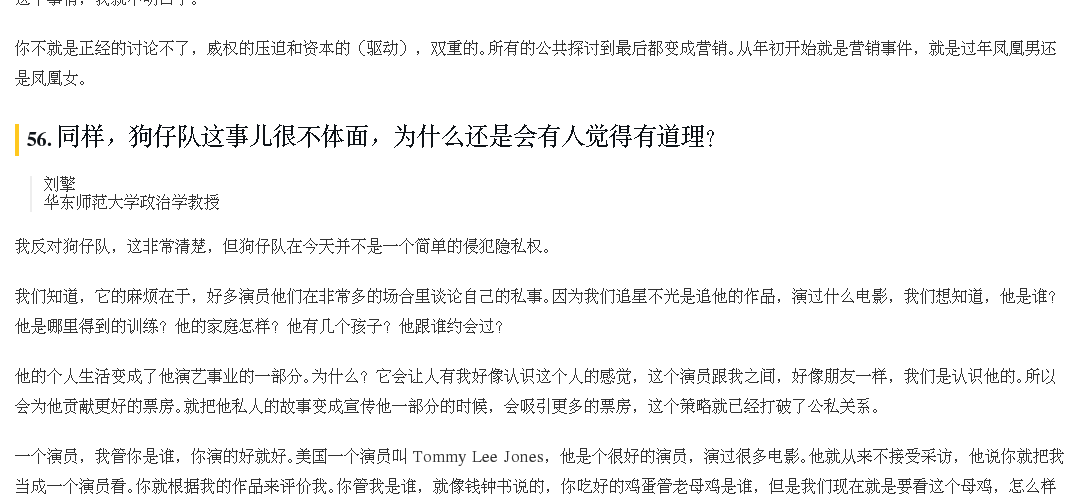 你不就是正经的讨论不了，威权的压迫和资本的（驱动），双重的。所有的公共探讨到最后都变成营销。从年初开始就是营销事件，就是过年凤凰男还
是凤凰女。
56. 同样，狗仔队这事儿很不体面，为什么还是会有人觉得有道理？
刘擎
华东师范大学政治学教授
我反对狗仔队，这非常清楚，但狗仔队在今天并不是一个简单的侵犯隐私权。
我们知道，它的麻烦在于，好多演员他们在非常多的场合里谈论自己的私事。因为我们追星不光是追他的作品，演过什么电影，我们想知道，他是谁？
他是哪里得到的训练？他的家庭怎样？他有几个孩子？他跟谁约会过？
他的个人生活变成了他演艺事业的一部分。为什么？它会让人有我好像认识这个人的感觉，这个演员跟我之间，好像朋友一样，我们是认识他的。所以
会为他贡献更好的票房。就把他私人的故事变成宣传他一部分的时候，会吸引更多的票房，这个策略就已经打破了公私关系。
一个演员，我管你是谁，你演的好就好。美国一个演员叫 Tommy Lee Jones，他是个很好的演员，演过很多电影。他就从来不接受采访，他说你就把我
当成一个演员看。你就根据我的作品来评价我。你管我是谁，就像钱钟书说的，你吃好的鸡蛋管老母鸡是谁，但是我们现在就是要看这个母鸡，怎么样